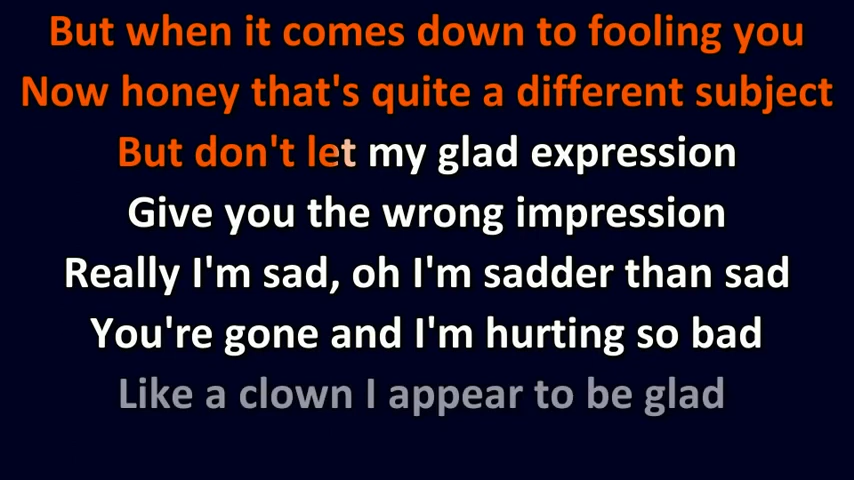 But when it comes down to fooling you
Now honey that's quite a different subject
But don't let my glad expression
Give you the wrong impression
Really I'm sad, oh I'm sadder than sad
You're gone and I'm hurting so bad
Like a clown I appear to be glad